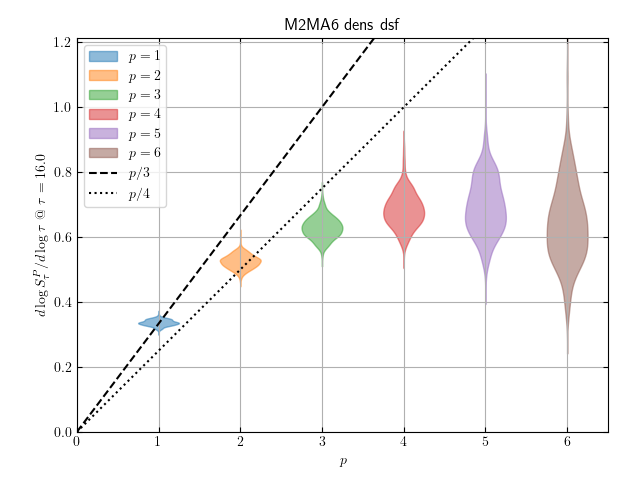 M2MA6 dens dsf
d log S_τ^P / d log τ @ τ = 16.0
1.2
1.0
0.8
0.6
0.4
0.2
0.0
p = 1
p = 2
p = 3
p = 4
p = 5
p = 6
p/3
p/4
0 1 2 3 4 5 6
p